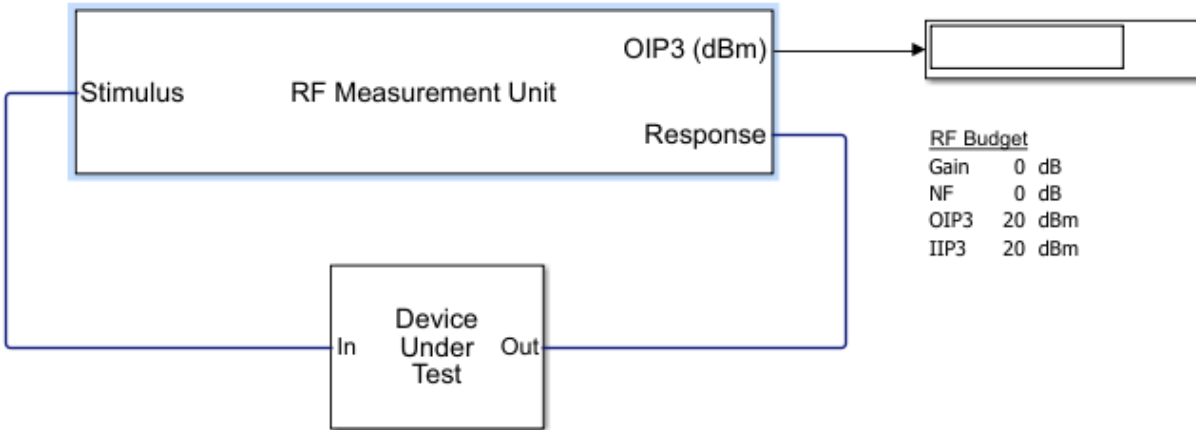 OIP3 (dBm)
Stimulus
RF Measurement Unit
Response
RF Budget
Gain 0 dB
NF 0 dB
OIP3 20 dBm
IIP3 20 dBm
In
Device
Under
Test
Out